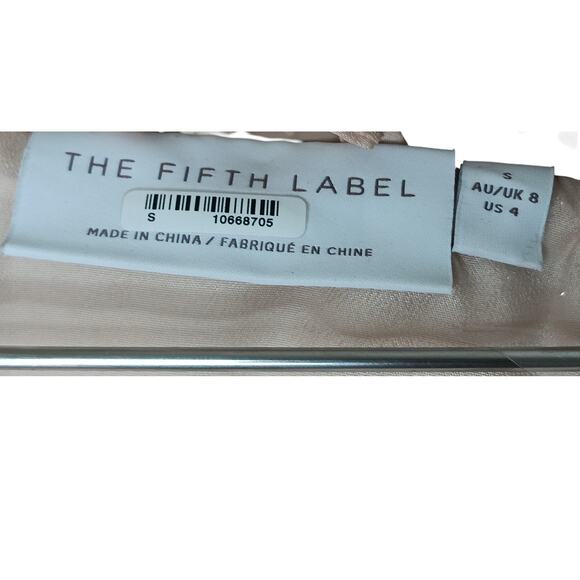 THE FIFTH LABEL
S 10668705
MADE IN CHINA / FABRIQUÉ EN CHINE
S
AU/UK 8
US 4